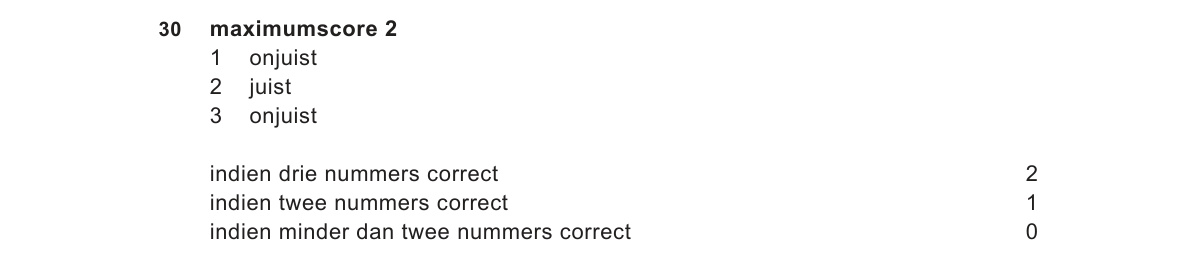 30 maximumscore 2
1 onjuist
2 juist
3 onjuist
indien drie nummers correct 2
indien twee nummers correct 1
indien minder dan twee nummers correct 0